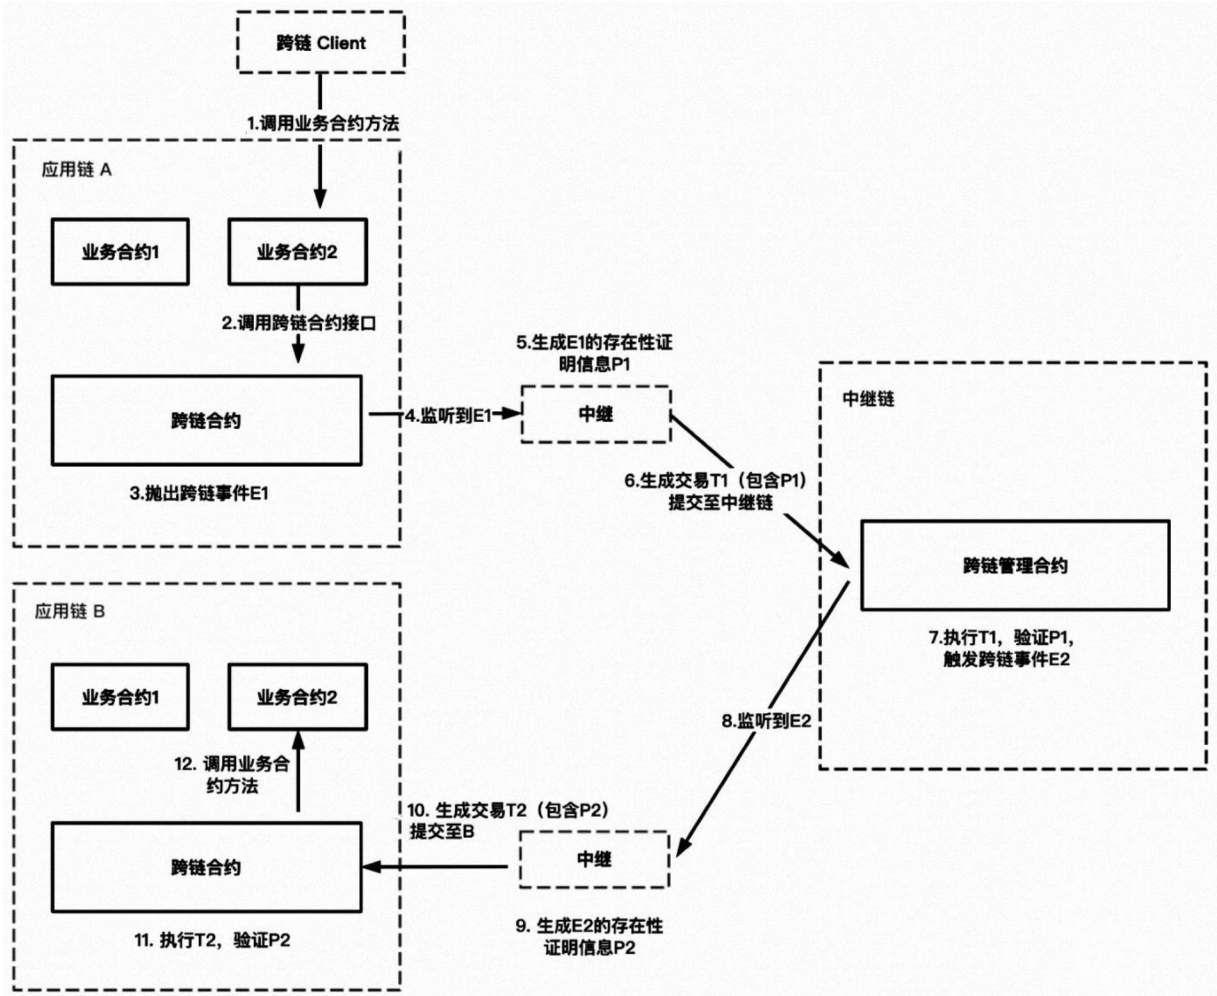 跨链 Client
1.调用业务合约方法
应用链 A
业务合约1
业务合约2
2.调用跨链合约接口
跨链合约
3.抛出跨链事件E1
4.监听到E1
5.生成E1的存在性证
明信息P1
中继
6.生成交易T1（包含P1）
提交至中继链
中继链
跨链管理合约
7.执行T1，验证P1，
触发跨链事件E2
8.监听到E2
中继
9. 生成E2的存在性
证明信息P2
10. 生成交易T2（包含P2）
提交至B
应用链 B
业务合约1
业务合约2
12. 调用业务合
约方法
跨链合约
11. 执行T2，验证P2